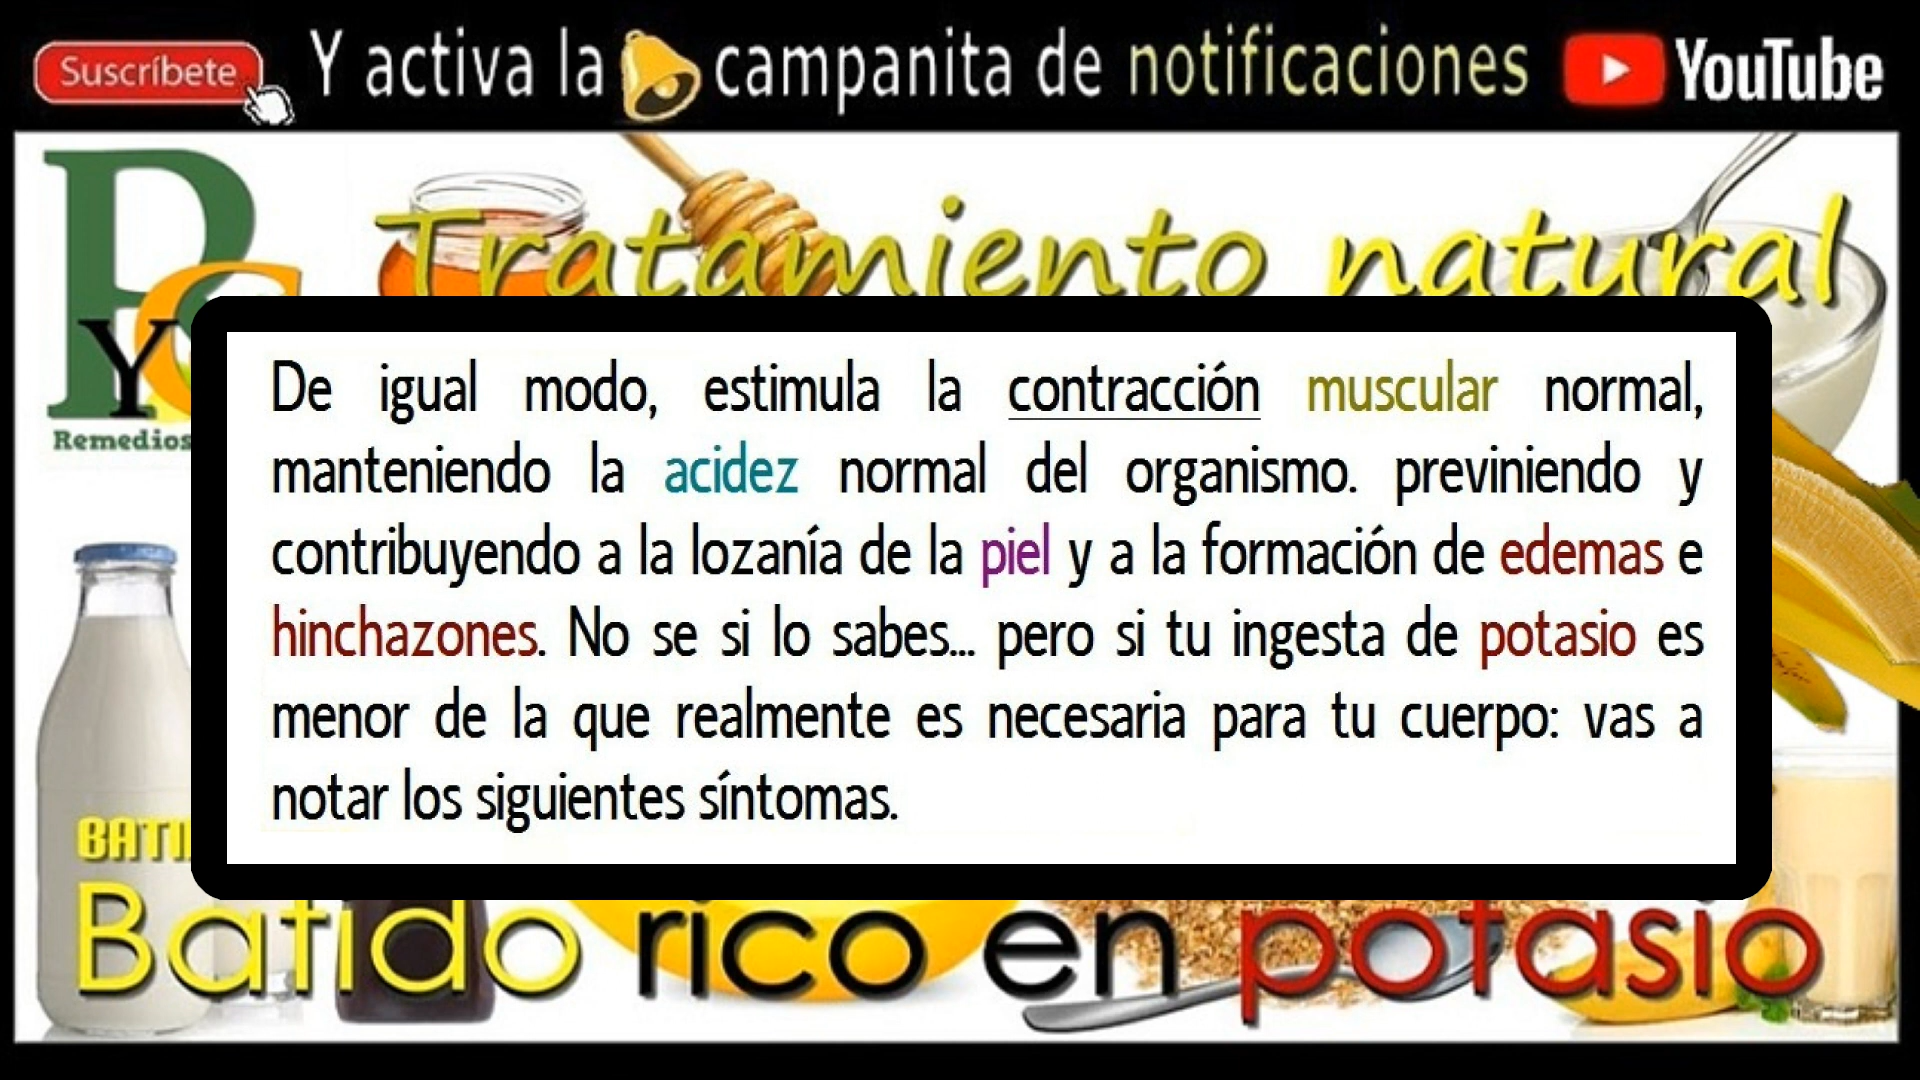 Suscríbete Y activa la campanita de notificaciones YouTube
Tratamiento natural
Y
Remedios
De igual modo, estimula la contracción muscular normal,
manteniendo la acidez normal del organismo. previniendo y
contribuyendo a la lozanía de la piel y a la formación de edemas e
hinchazones. No se si lo sabes... pero si tu ingesta de potasio es
menor de la que realmente es necesaria para tu cuerpo: vas a
notar los siguientes síntomas.
Batido rico en potasio